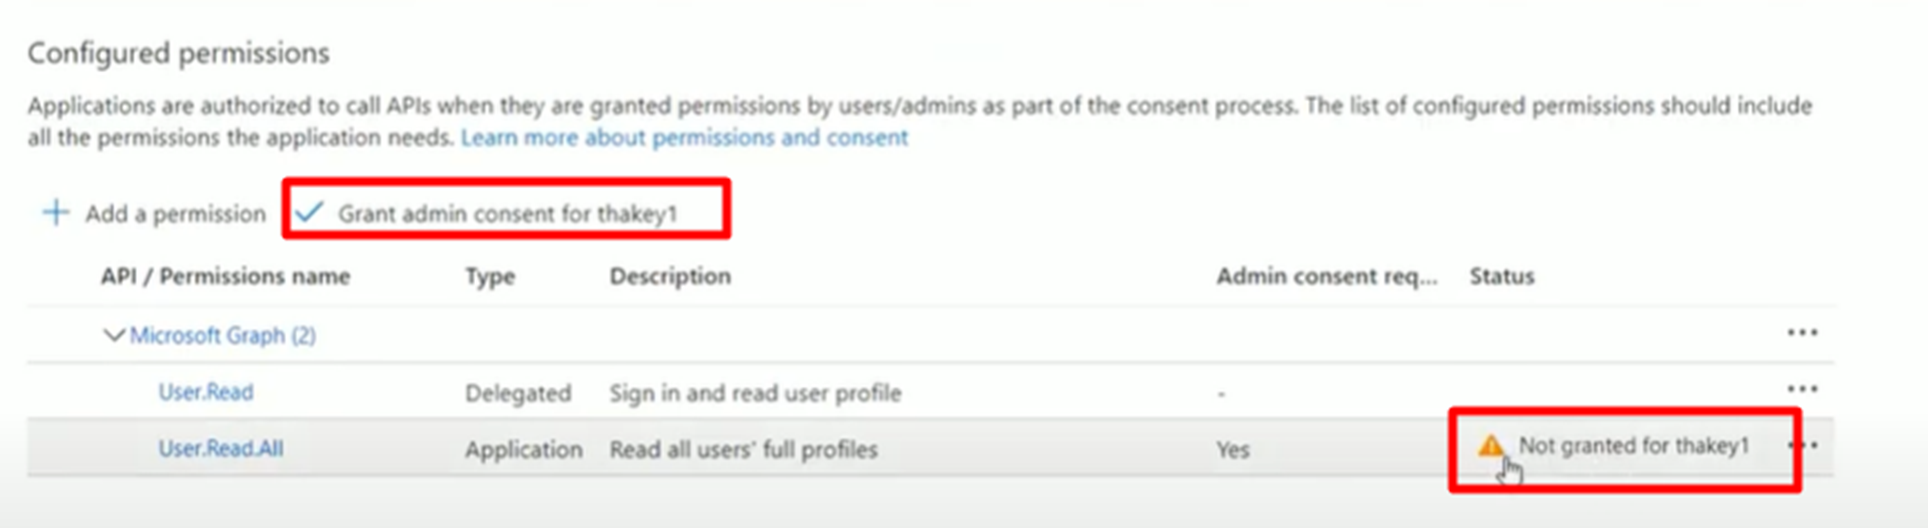 Configured permissions
Applications are authorized to call APIs when they are granted permissions by users/admins as part of the consent process. The list of configured permissions should include
all the permissions the application needs. Learn more about permissions and consent
Add a permission Grant admin consent for thakey1
API / Permissions name Type Description Admin consent req... Status
Microsoft Graph (2)
User.Read Delegated Sign in and read user profile -
User.Read.All Application Read all users' full profiles Yes Not granted for thakey1